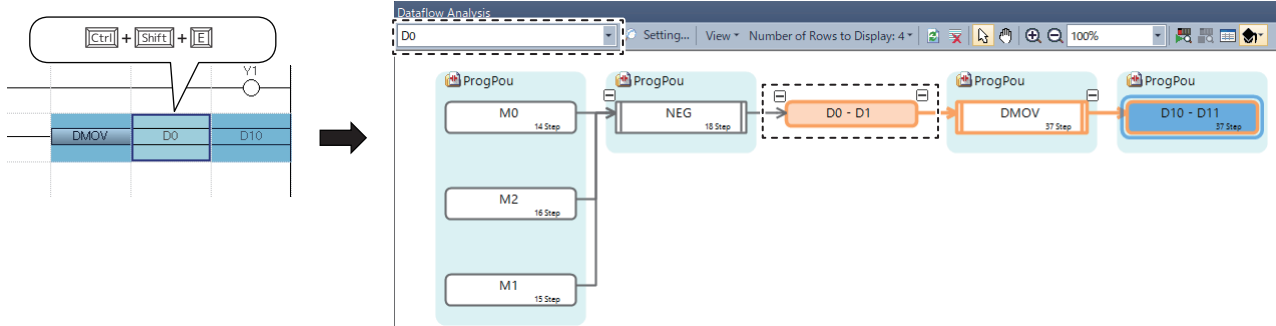 Ctrl + Shift + E
Y1
DMOV D0 D10
Dataflow Analysis
D0 Setting... View Number of Rows to Display: 4 100%
ProgPou ProgPou ProgPou ProgPou
M0 NEG D0 - D1 DMOV D10 - D11
14 Step 18 Step 37 Step 37 Step
M2
16 Step
M1
15 Step